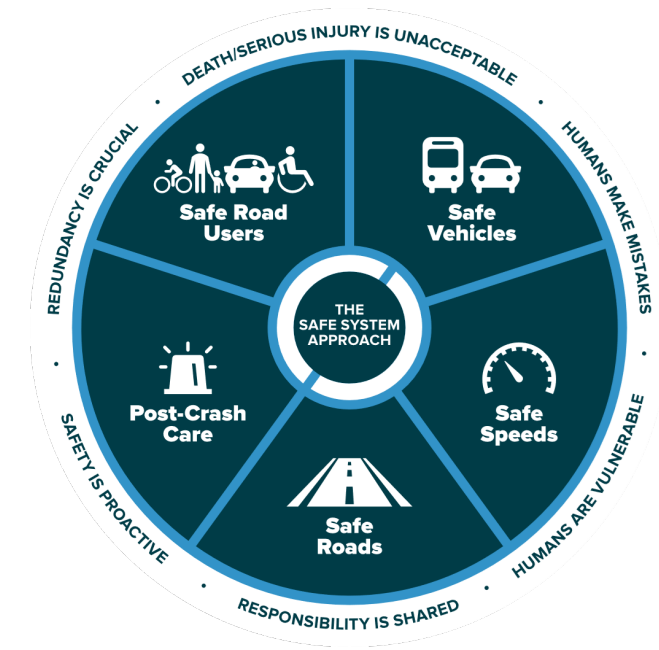 DEATH/SERIOUS INJURY IS UNACCEPTABLE
HUMANS MAKE MISTAKES
HUMANS ARE VULNERABLE
RESPONSIBILITY IS SHARED
SAFETY IS PROACTIVE
REDUNDANCY IS CRUCIAL
Safe Road
Users
Safe
Vehicles
Safe
Speeds
Safe
Roads
Post-Crash
Care
THE
SAFE SYSTEM
APPROACH